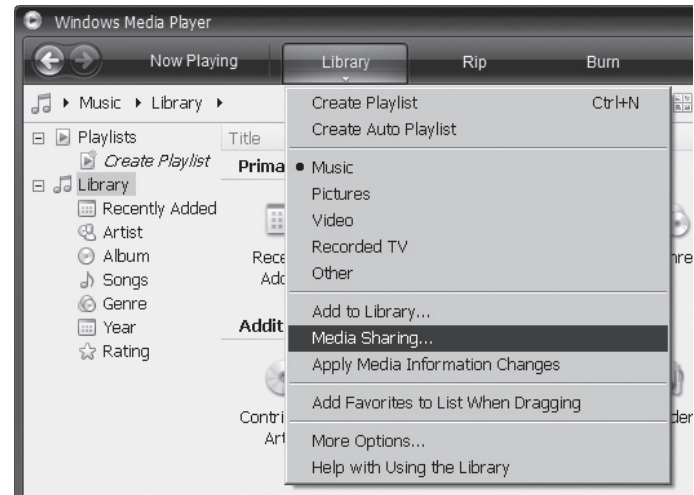 Windows Media Player
Now Playing Library Rip Burn
Music Library
Create Playlist Ctrl+N
Create Auto Playlist
Music
Pictures
Video
Recorded TV
Other
Add to Library...
Media Sharing...
Apply Media Information Changes
Add Favorites to List When Dragging
More Options...
Help with Using the Library
Playlists
Create Playlist
Library
Recently Added
Artist
Album
Songs
Genre
Year
Rating
Title
Prima
Rece
Add
Addit
Contri
Art